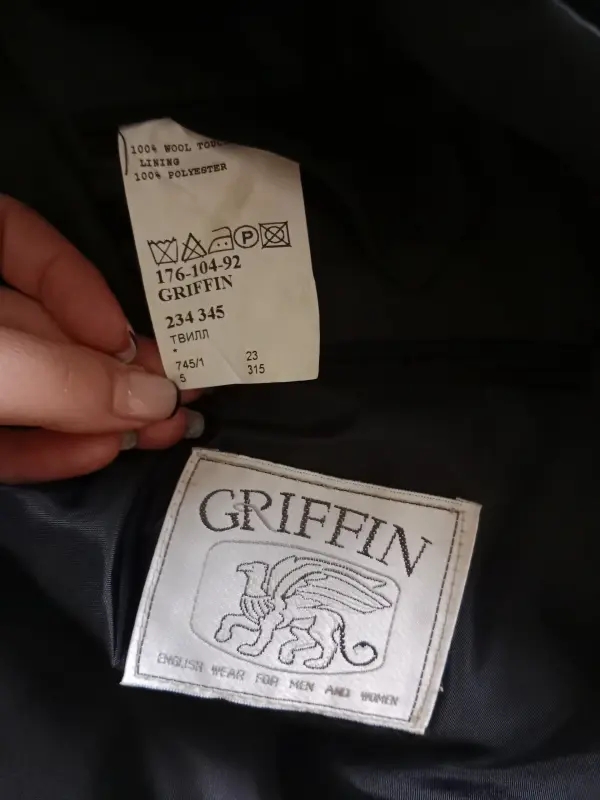 100% WOOL TOUC
LINING
100% POLYESTER
P
176-104-92
GRIFFIN
234 345
ТВИЛЛ
*
745/1 23
5 315
GRIFFIN
ENGLISH WEAR FOR MEN AND WOMEN